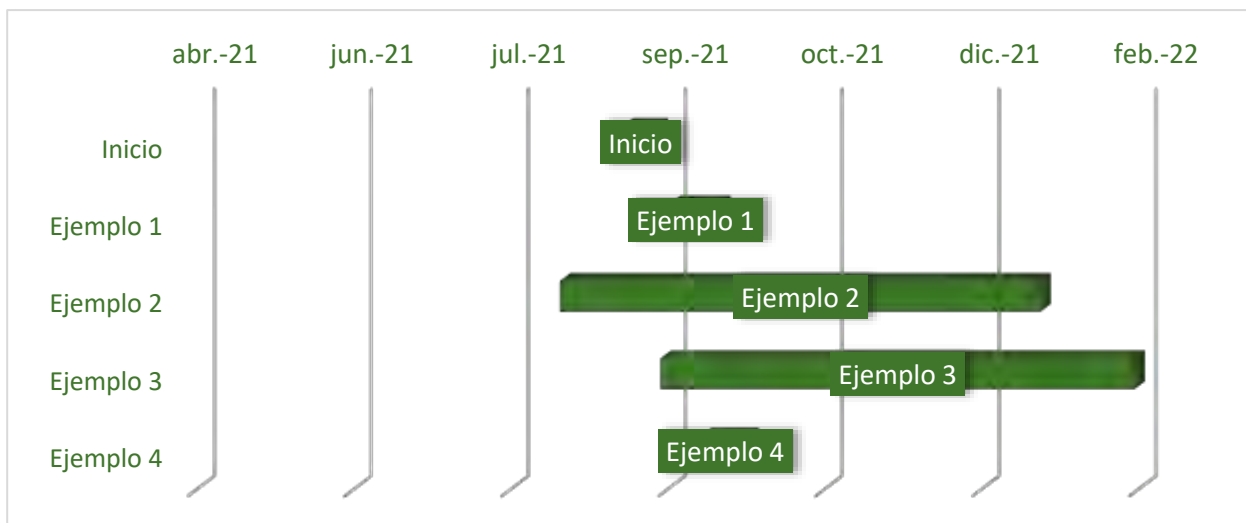 abr.-21 jun.-21 jul.-21 sep.-21 oct.-21 dic.-21 feb.-22
Inicio Inicio
Ejemplo 1 Ejemplo 1
Ejemplo 2 Ejemplo 2
Ejemplo 3 Ejemplo 3
Ejemplo 4 Ejemplo 4